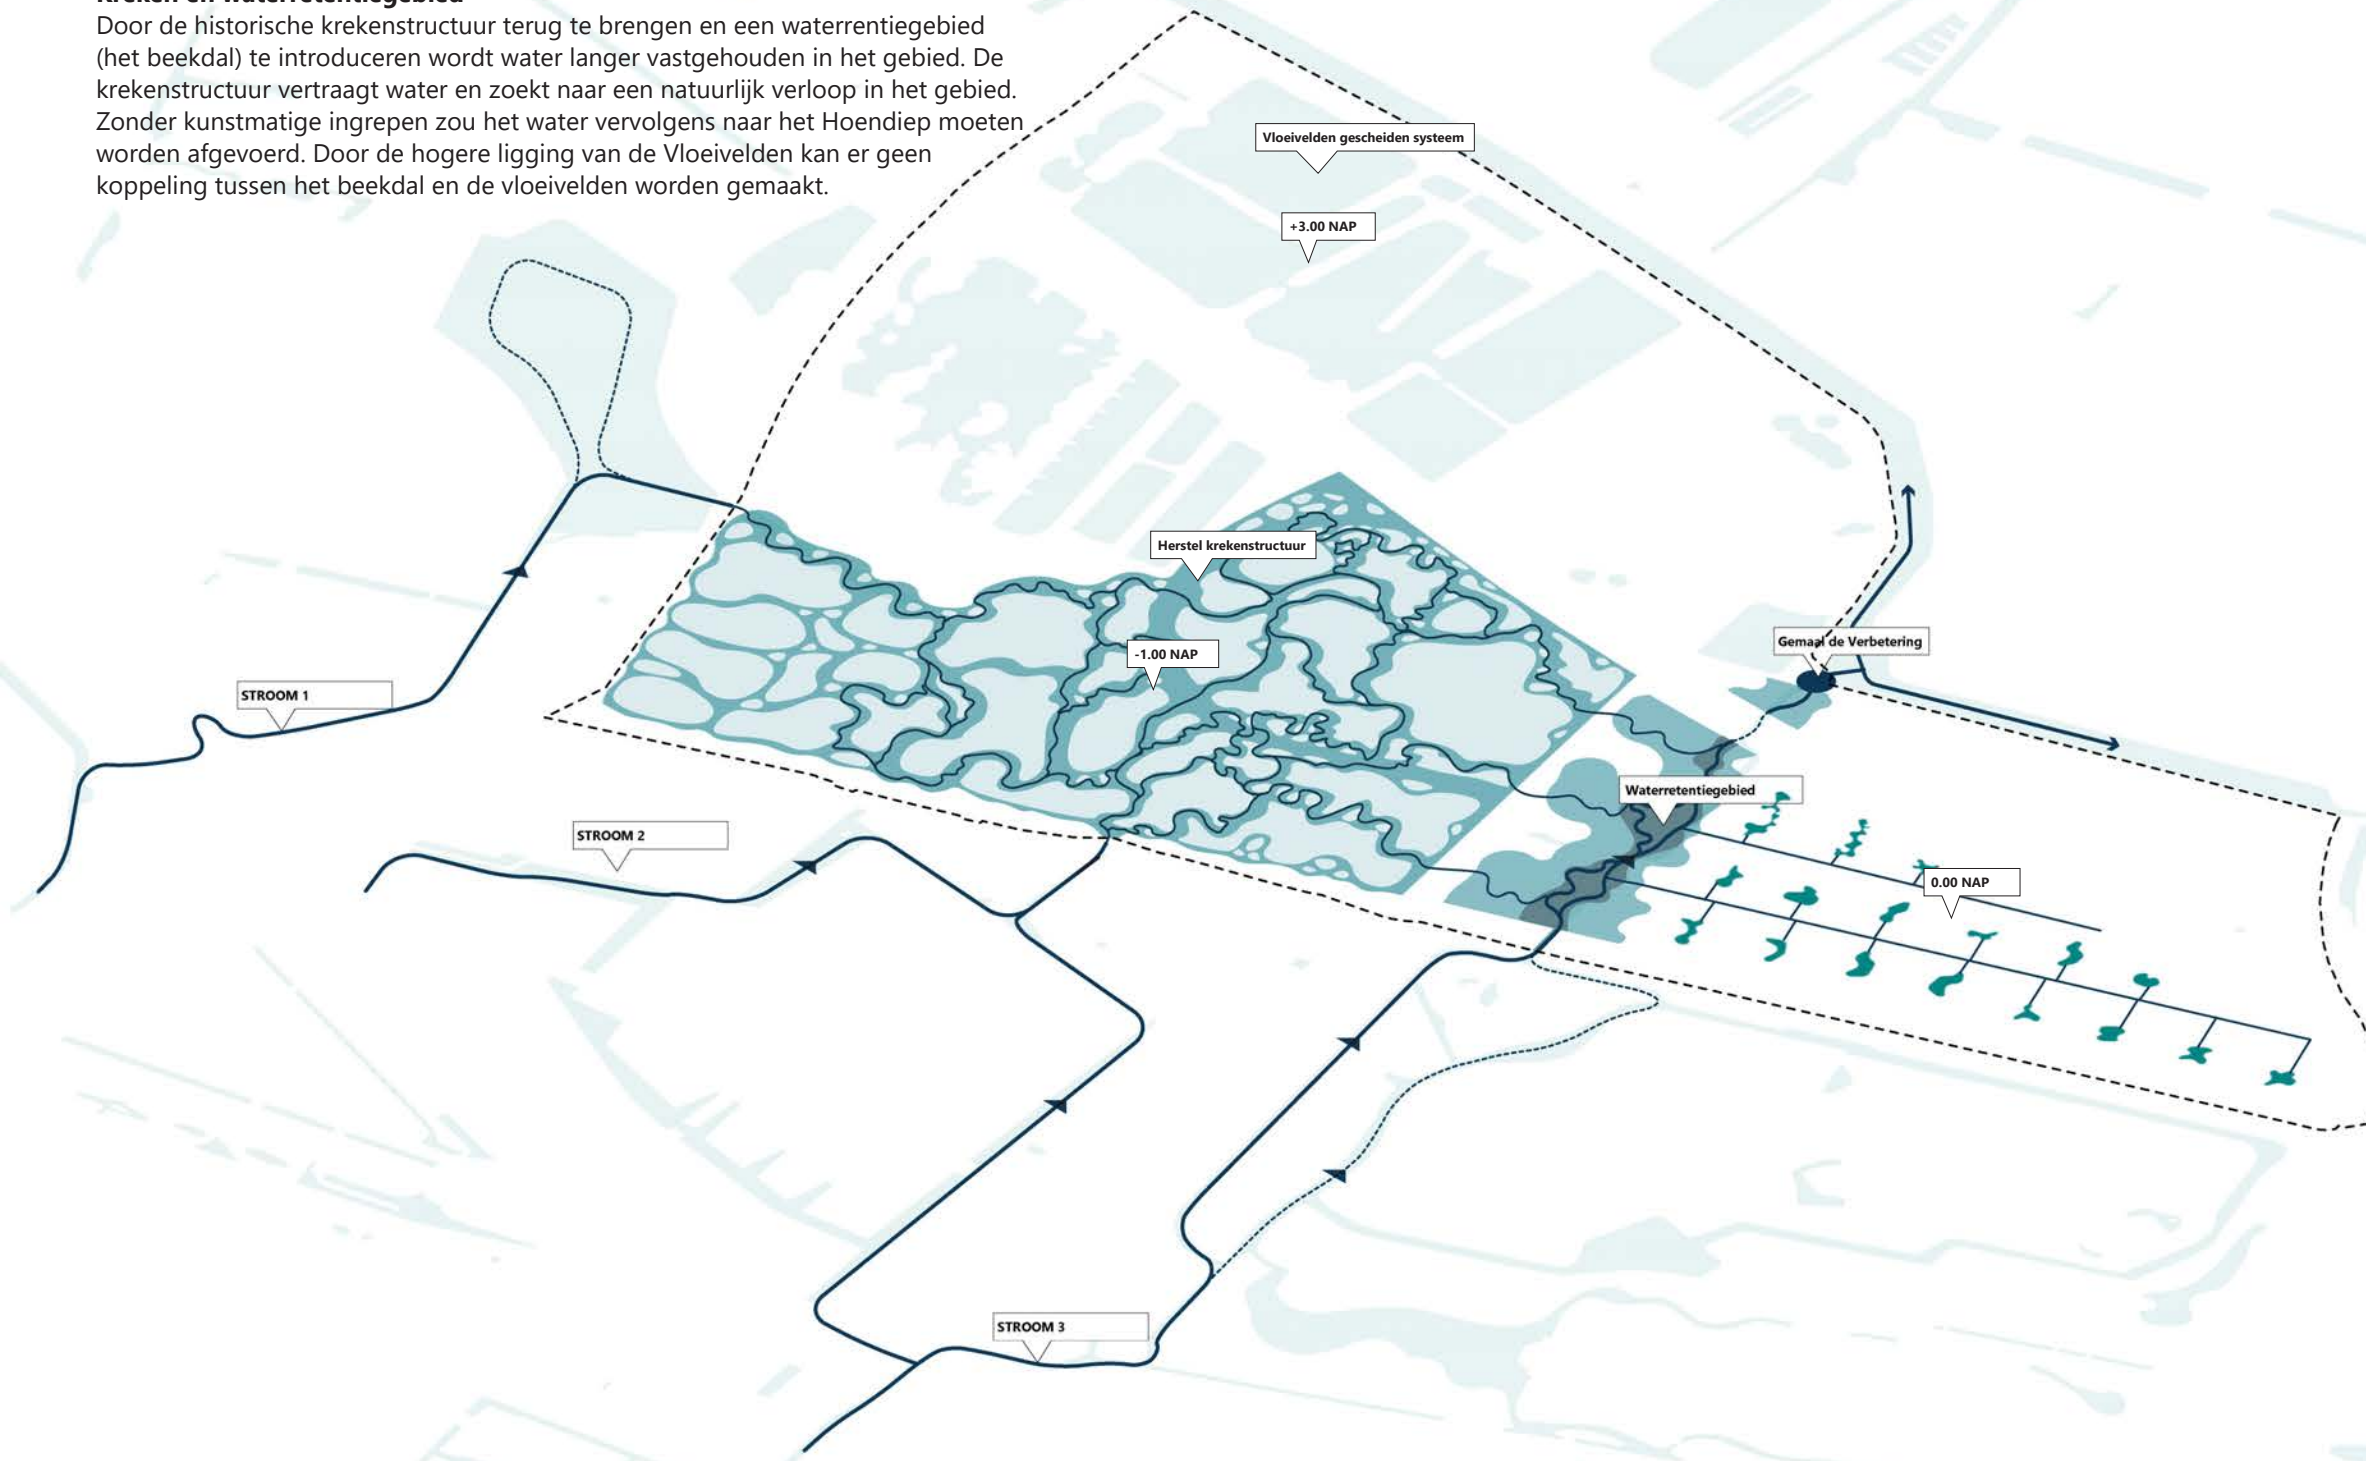 Kreken en waterretentiegebied
Door de historische krekenstructuur terug te brengen en een waterrentiegebied
(het beekdal) te introduceren wordt water langer vastgehouden in het gebied. De
krekenstructuur vertraagt water en zoekt naar een natuurlijk verloop in het gebied.
Zonder kunstmatige ingrepen zou het water vervolgens naar het Hoendiep moeten
worden afgevoerd. Door de hogere ligging van de Vloeivelden kan er geen
koppeling tussen het beekdal en de vloeivelden worden gemaakt.
Vloeivelden gescheiden systeem
+3.00 NAP
Herstel krekenstructuur
-1.00 NAP
Gemaal de Verbetering
STROOM 1
Waterretentiegebied
STROOM 2
0.00 NAP
STROOM 3